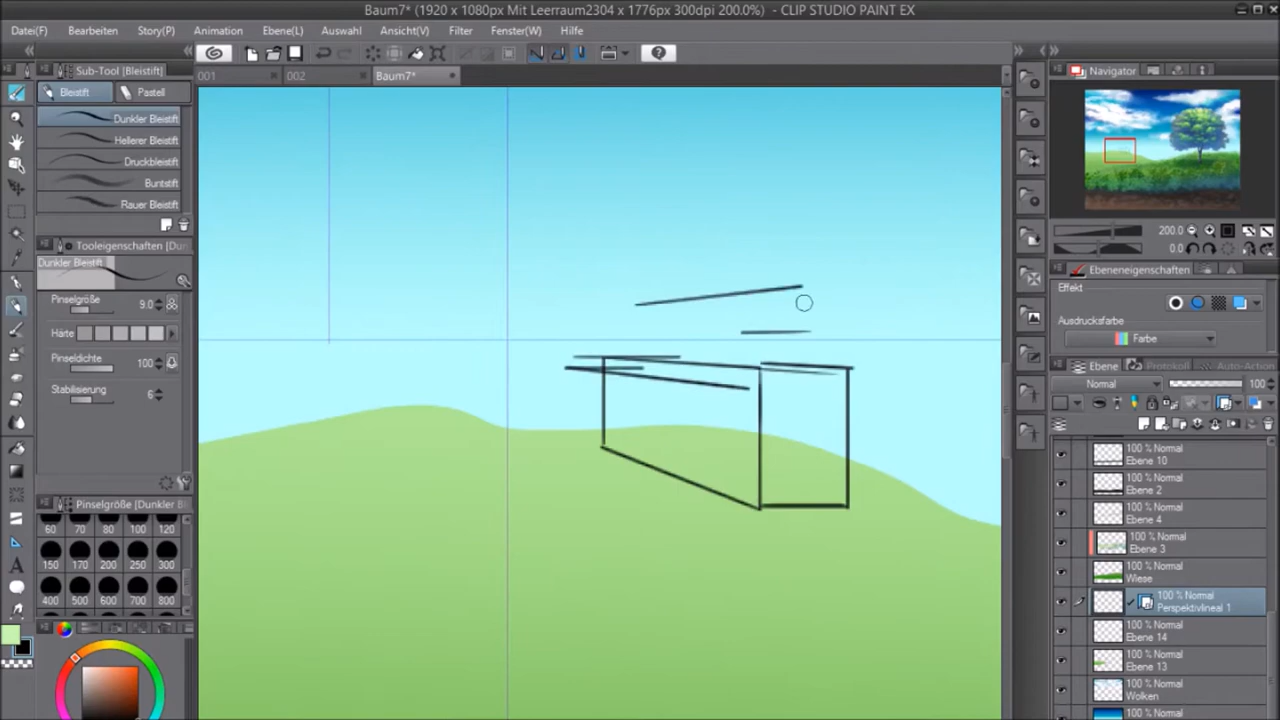 Baum7* (1920 x 1080px Mit Leerraum2304 x 1776px 300dpi 200.0%) - CLIP STUDIO PAINT EX
Datei(F) Bearbeiten Story(P) Animation Ebene(L) Auswahl Ansicht(V) Filter Fenster(W) Hilfe
Sub-Tool [Bleistift]
001 002 Baum7*
Bleistift Pastell
Dunkler Bleistift
Hellerer Bleistift
Druckbleistift
Buntstift
Rauer Bleistift
Tooleigenschaften [Dun
Dunkler Bleistift
Pinselgröße 9.0
Härte
Pinseldichte 100
Stabilisierung 6
Pinselgröße [Dunkler B
60 80 100 120
150 170 200 250 300
400 500 600 700 800
Navigator
200.0
0.0
Ebeneneigenschaften
Effekt
Ausdrucksfarbe
Farbe
Ebene Protokoll Auto-Action
Normal 100
100 % Normal
Ebene 10
100 % Normal
Ebene 2
100 % Normal
Ebene 4
100 % Normal
Ebene 3
100 % Normal
Wiese
100 % Normal
Perspektivlineal 1
100 % Normal
Ebene 14
100 % Normal
Ebene 13
100 % Normal
Wolken
100 % Normal